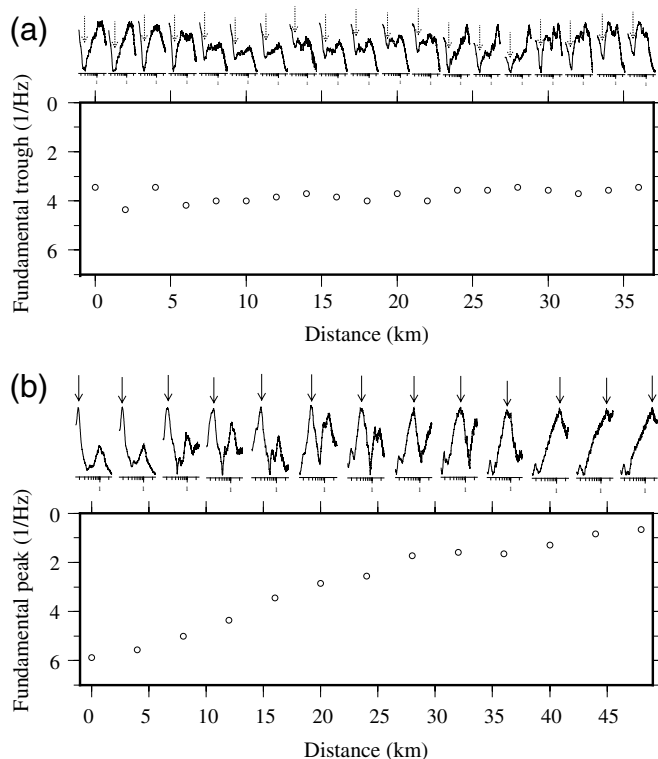 (a)
0
2
4
6
Fundamental trough (1/Hz)
0 5 10 15 20 25 30 35
Distance (km)
(b)
0
2
4
6
Fundamental peak (1/Hz)
0 5 10 15 20 25 30 35 40 45
Distance (km)